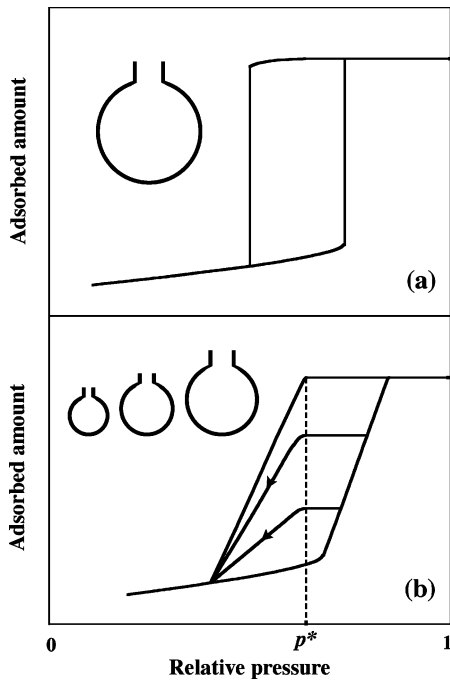 Adsorbed amount
(a)
Adsorbed amount
(b)
0
p*
1
Relative pressure